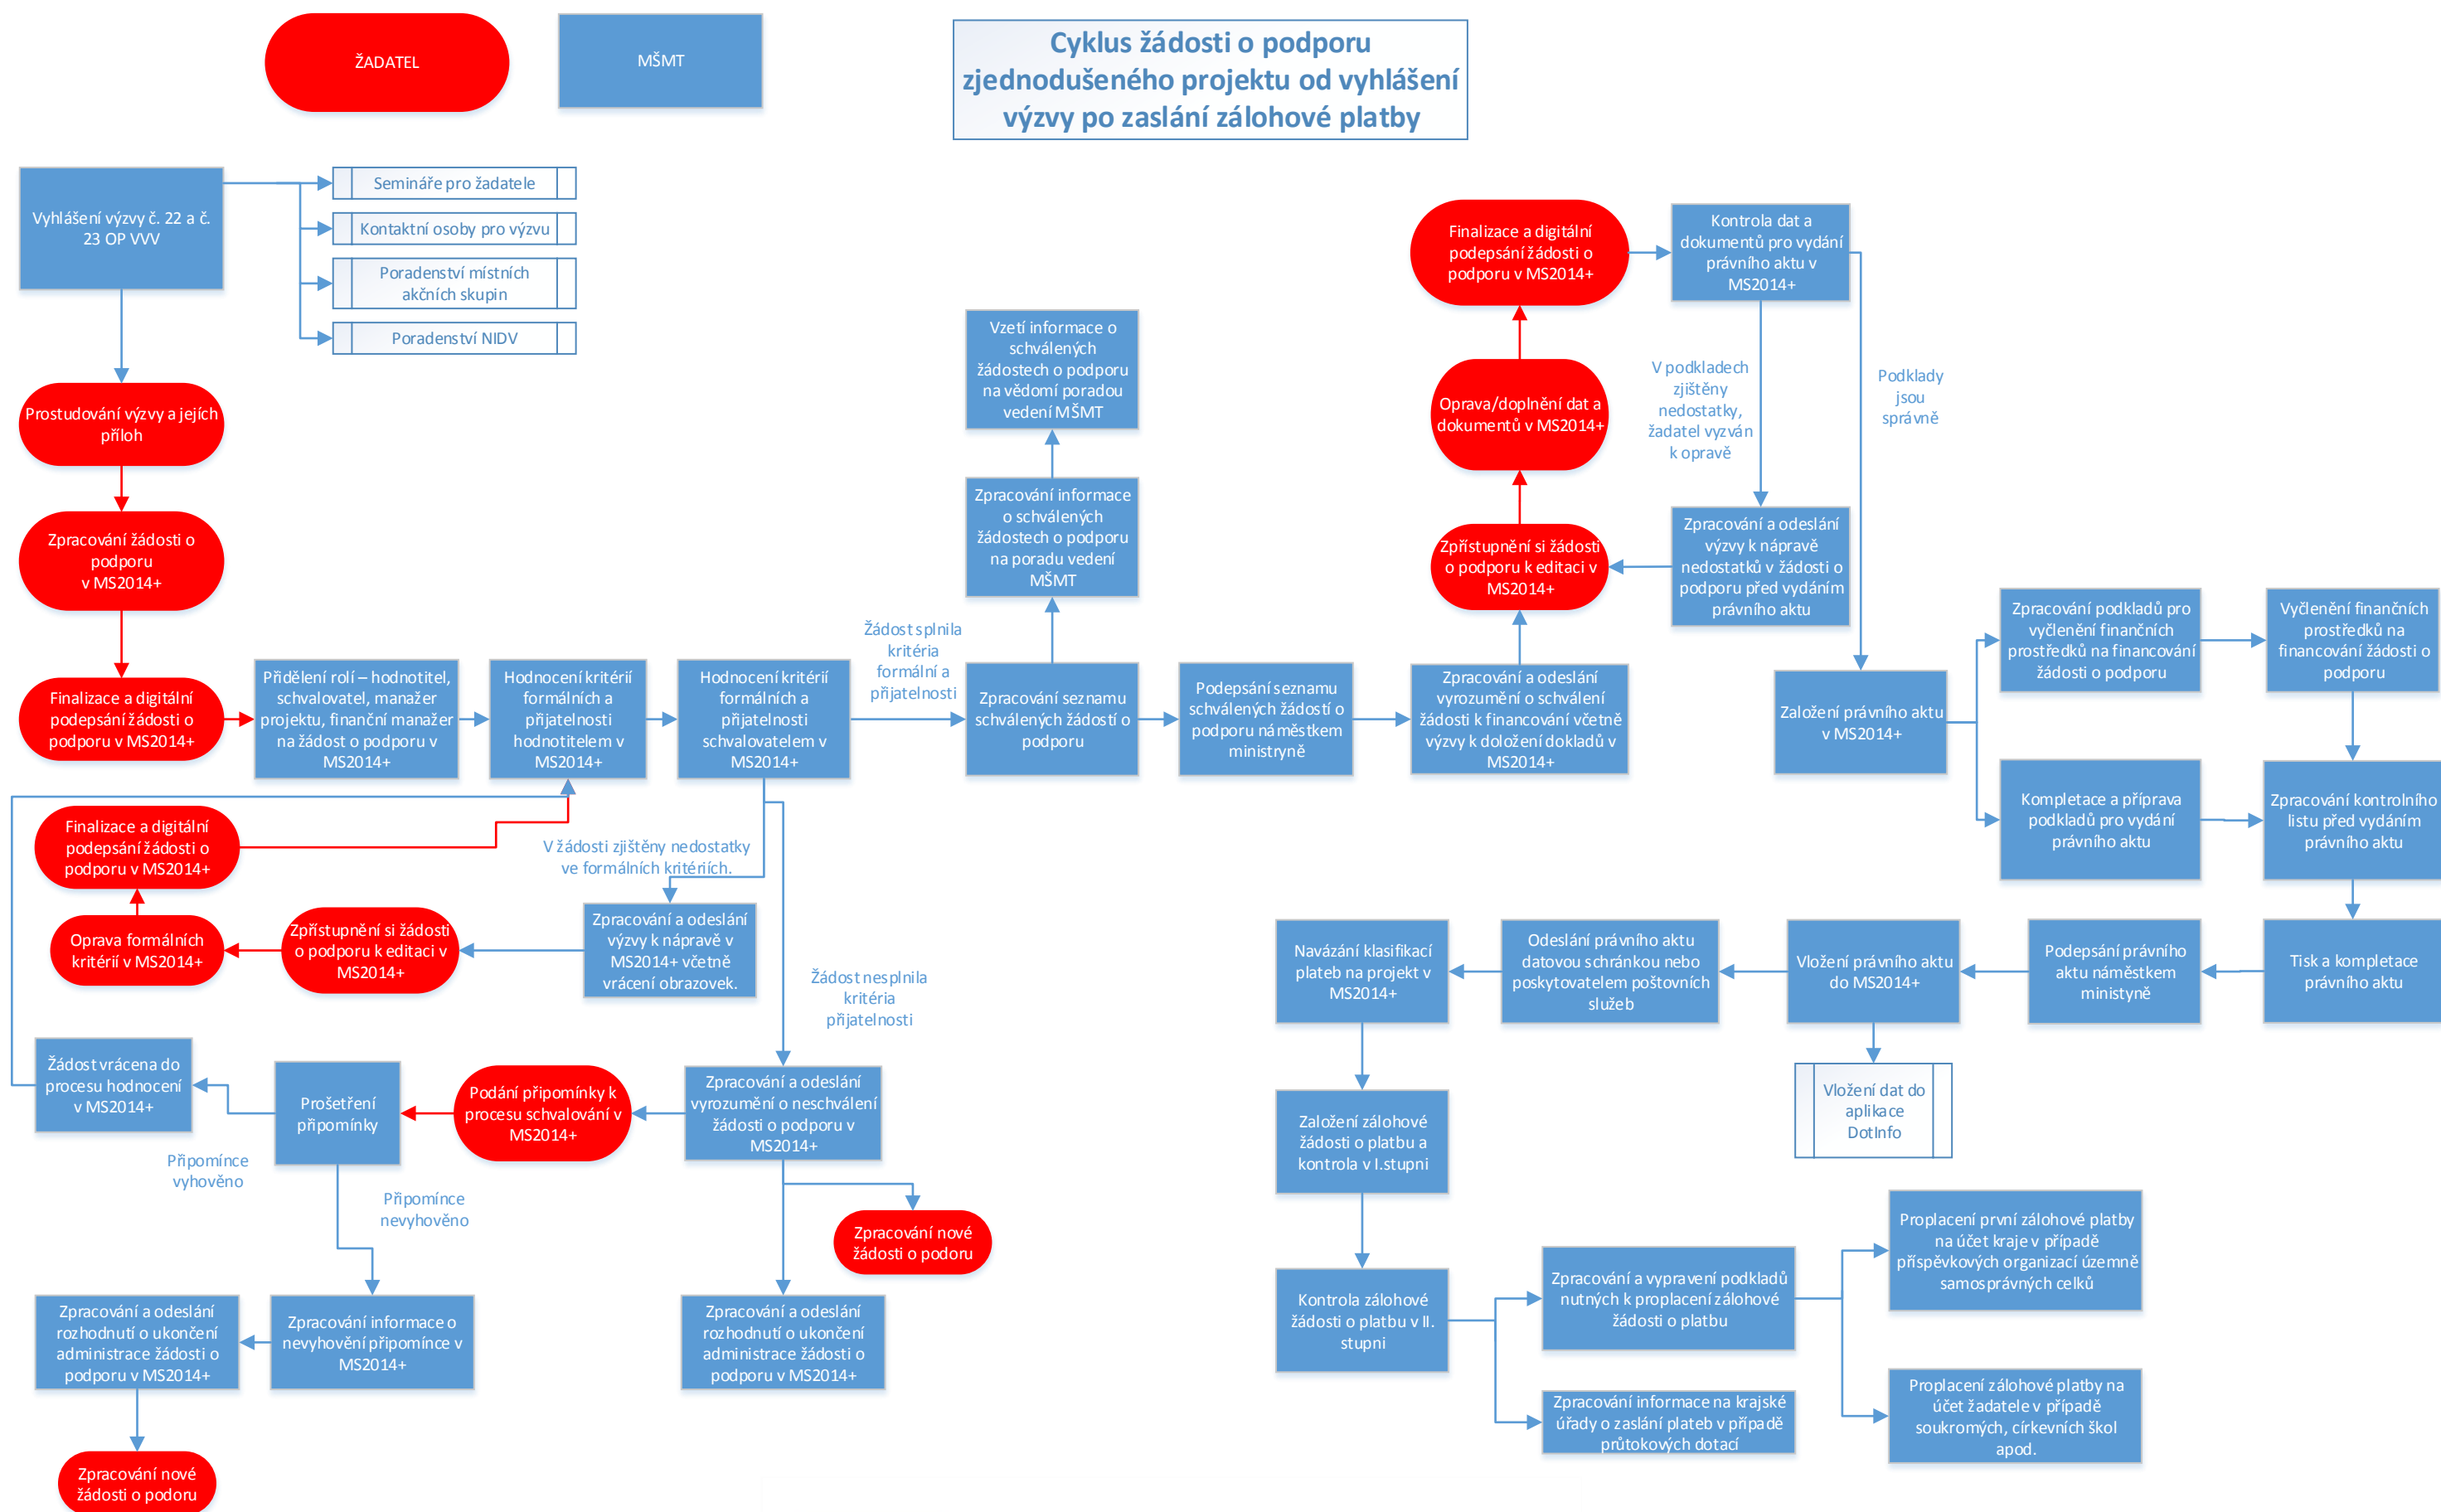 ŽADATEL
MŠMT
Cyklus žádosti o podporu
zjednodušeného projektu od vyhlášení
výzvy po zaslání zálohové platby
Vyhlášení výzvy č. 22 a č.
23 OP VVV
Semináře pro žadatele
Kontaktní osoby pro výzvu
Poradenství místních
akčních skupin
Poradenství NIDV
Prostudování výzvy a jejích
příloh
Zpracování žádosti o
podporu
v MS2014+
Finalizace a digitální
podepsání žádosti o
podporu v MS2014+
Přidělení rolí – hodnotitel,
schvalovatel, manažer
projektu, finanční manažer
na žádost o podporu v
MS2014+
Hodnocení kritérií
formálních a
přijatelnosti
hodnotitelem v
MS2014+
Hodnocení kritérií
formálních a
přijatelnosti
schvalovatelem v
MS2014+
Žádost splnila
kritéria
formální a
přijatelnosti
Vzetí informace o
schválených
žádostech o podporu
na vědomí poradou
vedení MŠMT
Zpracování informace
o schválených
žádostech o podporu
na poradu vedení
MŠMT
Zpracování seznamu
schválených žádostí o
podporu
Podepsání seznamu
schválených žádostí o
podporu náměstkem
ministryně
Zpracování a odeslání
vyrozumění o schválení
žádosti k financování včetně
výzvy k doložení dokladů v
MS2014+
Zpřístupnění si žádosti
o podporu k editaci v
MS2014+
Oprava/doplnění dat a
dokumentů v MS2014+
Finalizace a digitální
podepsání žádosti o
podporu v MS2014+
Kontrola dat a
dokumentů pro vydání
právního aktu v
MS2014+
V podkladech
zjištěny
nedostatky,
žadatel vyzván
k opravě
Podklady
jsou
správně
Zpracování a odeslání
výzvy k nápravě
nedostatků v žádosti o
podporu před vydáním
právního aktu
Založení právního aktu
v MS2014+
Zpracování podkladů pro
vyčlenění finančních
prostředků na financování
žádosti o podporu
Vyčlenění finančních
prostředků na
financování žádosti o
podporu
Kompletace a příprava
podkladů pro vydání
právního aktu
Zpracování kontrolního
listu před vydáním
právního aktu
Tisk a kompletace
právního aktu
Podepsání právního
aktu náměstkem
ministyně
Vložení právního aktu
do MS2014+
Vložení dat do
aplikace
DotInfo
Odeslání právního aktu
datovou schránkou nebo
poskytovatelem poštovních
služeb
Navázání klasifikací
plateb na projekt v
MS2014+
Založení zálohové
žádosti o platbu a
kontrola v I.stupni
Kontrola zálohové
žádosti o platbu v II.
stupni
Zpracování a vypravení podkladů
nutných k proplacení zálohové
žádosti o platbu
Zpracování informace na krajské
úřady o zaslání plateb v případě
průtokových dotací
Proplacení první zálohové platby
na účet kraje v případě
příspěvkových organizací územně
samosprávných celků
Proplacení zálohové platby na
účet žadatele v případě
soukromých, církevních škol
apod.
Finalizace a digitální
podepsání žádosti o
podporu v MS2014+
Oprava formálních
kritérií v MS2014+
Zpřístupnění si žádosti
o podporu k editaci v
MS2014+
V žádosti zjištěny nedostatky
ve formálních kritériích.
Zpracování a odeslání
výzvy k nápravě v
MS2014+ včetně
vrácení obrazovek.
Žádost nesplnila
kritéria
přijatelnosti
Žádost vrácena do
procesu hodnocení
v MS2014+
Prošetření
připomínky
Podání připomínky k
procesu schvalování v
MS2014+
Zpracování a odeslání
vyrozumění o neschválení
žádosti o podporu v
MS2014+
Připomínce
vyhověno
Připomínce
nevyhověno
Zpracování nové
žádosti o podoru
Zpracování a odeslání
rozhodnutí o ukončení
administrace žádosti o
podporu v MS2014+
Zpracování informace o
nevyhovění připomínce v
MS2014+
Zpracování a odeslání
rozhodnutí o ukončení
administrace žádosti o
podporu v MS2014+
Zpracování nové
žádosti o podoru